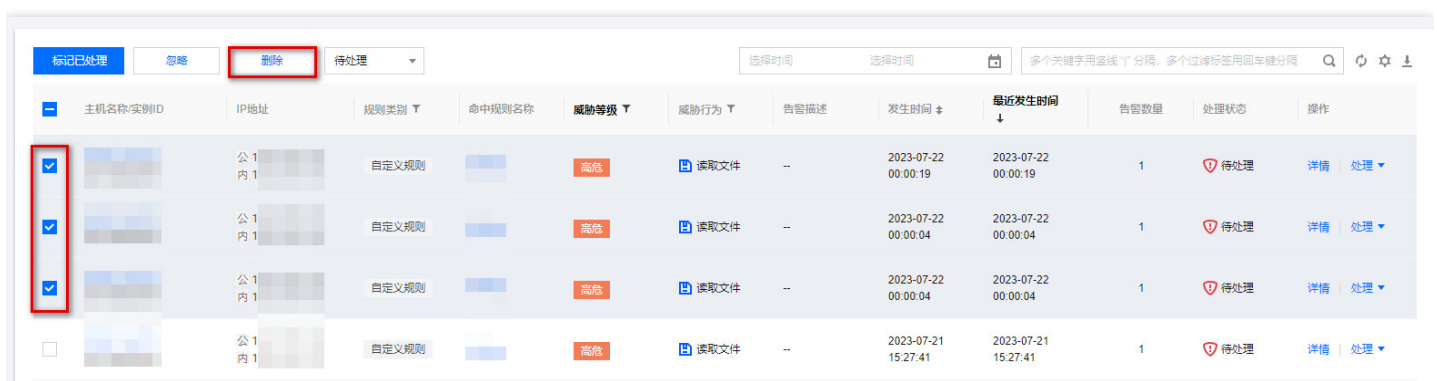 标记已处理 忽略 删除 待处理 选择时间 选择时间 多个关键字用竖线“|”分隔，多个过滤标签用回车键分隔
主机名称/实例ID IP地址 规则类别 命中规则名称 威胁等级 威胁行为 告警描述 发生时间 最近发生时间 告警数量 处理状态 操作
公 1 2023-07-22 2023-07-22
自定义规则 高危 读取文件 -- 1 待处理 详情 处理
内 1 00:00:19 00:00:19
公 1 2023-07-22 2023-07-22
自定义规则 高危 读取文件 -- 1 待处理 详情 处理
内 1 00:00:04 00:00:04
公 1 2023-07-22 2023-07-22
自定义规则 高危 读取文件 -- 1 待处理 详情 处理
内 1 00:00:04 00:00:04
公 1 2023-07-21 2023-07-21
自定义规则 高危 读取文件 -- 1 待处理 详情 处理
内 1 15:27:41 15:27:41